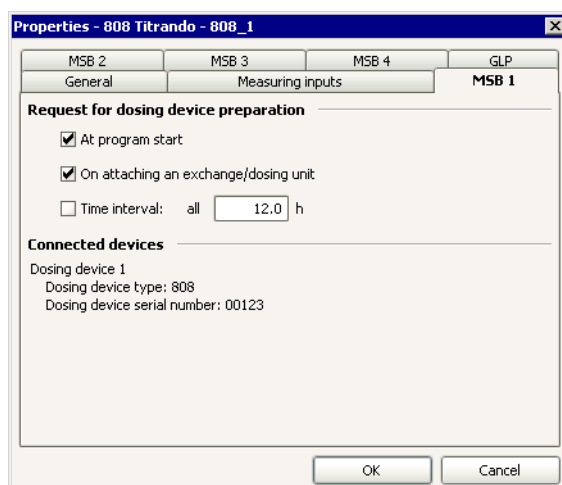 Properties - 808 Titrando - 808_1
MSB 2 MSB 3 MSB 4 GLP
General Measuring inputs MSB 1
Request for dosing device preparation
At program start
On attaching an exchange/dosing unit
Time interval: all 12.0 h
Connected devices
Dosing device 1
Dosing device type: 808
Dosing device serial number: 00123
OK Cancel